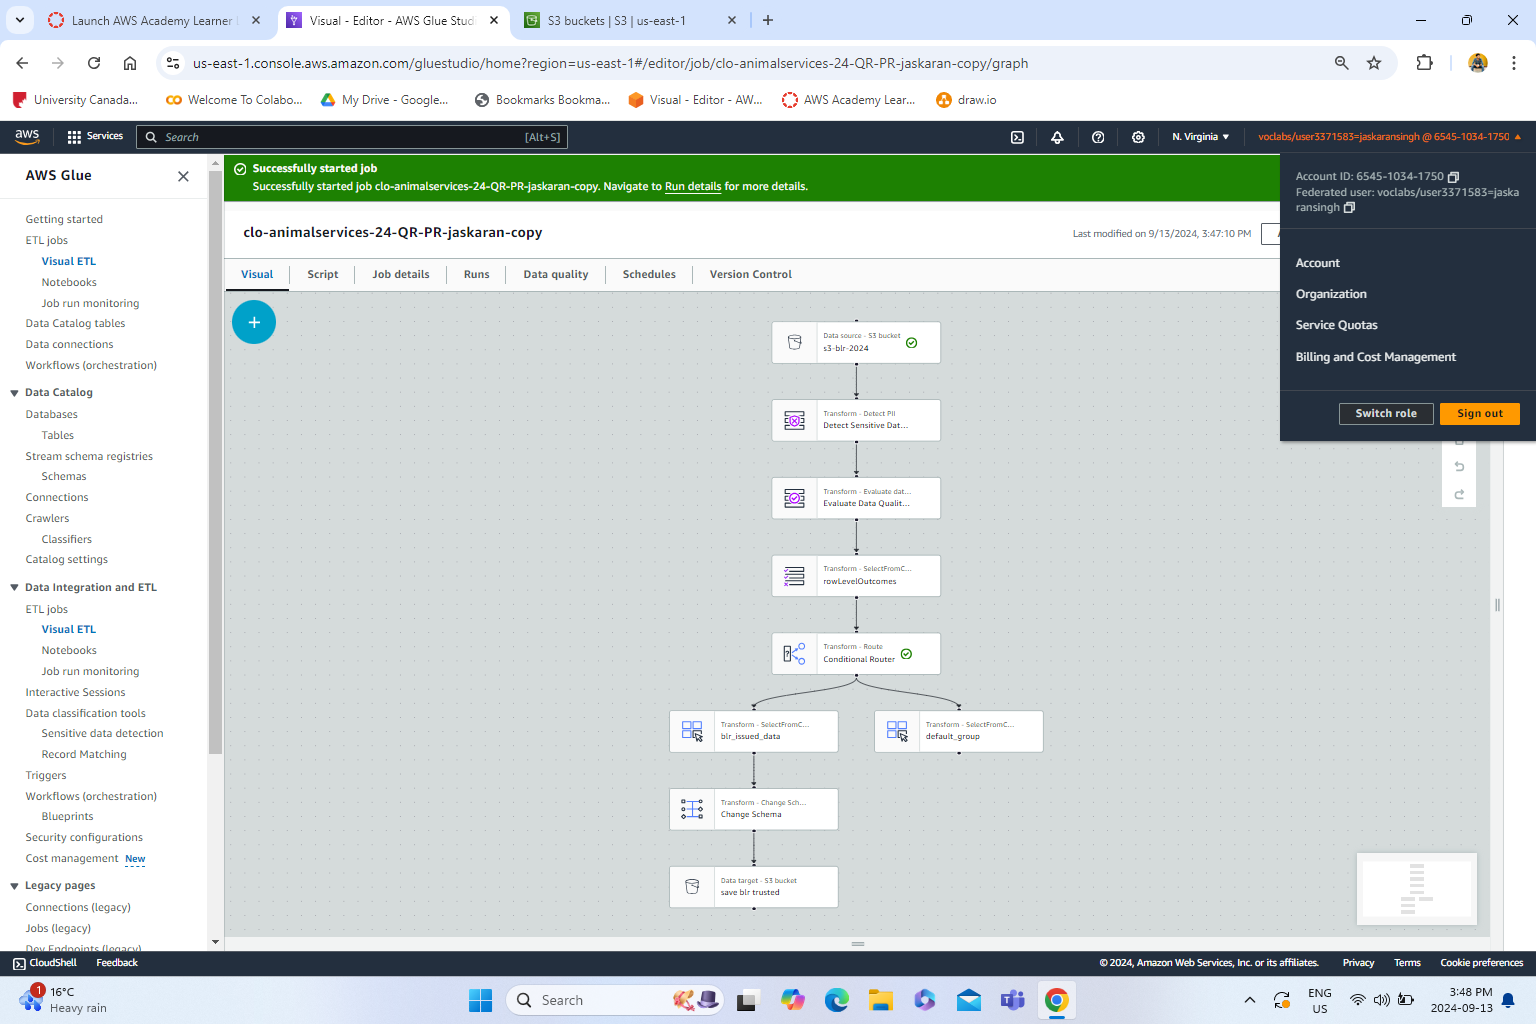 Launch AWS Academy Learner
Visual - Editor - AWS Glue Studi
S3 buckets | S3 | us-east-1
us-east-1.console.aws.amazon.com/gluestudio/home?region=us-east-1#/editor/job/clo-animalservices-24-QR-PR-jaskaran-copy/graph
University Canada...
Welcome To Colabo...
My Drive - Google...
Bookmarks Bookma...
Visual - Editor - AW...
AWS Academy Lear...
draw.io
aws
Services
Search
[Alt+S]
N. Virginia
voclabs/user3371583=jaskaransingh @ 6545-1034-1750
AWS Glue
Getting started
ETL jobs
Visual ETL
Notebooks
Job run monitoring
Data Catalog tables
Data connections
Workflows (orchestration)
Data Catalog
Databases
Tables
Stream schema registries
Schemas
Connections
Crawlers
Classifiers
Catalog settings
Data Integration and ETL
ETL jobs
Visual ETL
Notebooks
Job run monitoring
Interactive Sessions
Data classification tools
Sensitive data detection
Record Matching
Triggers
Workflows (orchestration)
Blueprints
Security configurations
Cost management New
Legacy pages
Connections (legacy)
Jobs (legacy)
Dev Endpoints (legacy)
Successfully started job
Successfully started job clo-animalservices-24-QR-PR-jaskaran-copy. Navigate to Run details for more details.
clo-animalservices-24-QR-PR-jaskaran-copy
Last modified on 9/13/2024, 3:47:10 PM
Visual
Script
Job details
Runs
Data quality
Schedules
Version Control
Data source - S3 bucket
s3-blr-2024
Transform - Detect PII
Detect Sensitive Dat...
Transform - Evaluate dat...
Evaluate Data Qualit...
Transform - SelectFromC...
rowLevelOutcomes
Transform - Route
Conditional Router
Transform - SelectFromC...
blr_issued_data
Transform - SelectFromC...
default_group
Transform - Change Sch...
Change Schema
Data target - S3 bucket
save blr trusted
Account ID: 6545-1034-1750
Federated user: voclabs/user3371583=jaska
ransingh
Account
Organization
Service Quotas
Billing and Cost Management
Switch role
Sign out
CloudShell
Feedback
© 2024, Amazon Web Services, Inc. or its affiliates.
Privacy
Terms
Cookie preferences
1
16°C
Heavy rain
Search
ENG
US
3:48 PM
2024-09-13